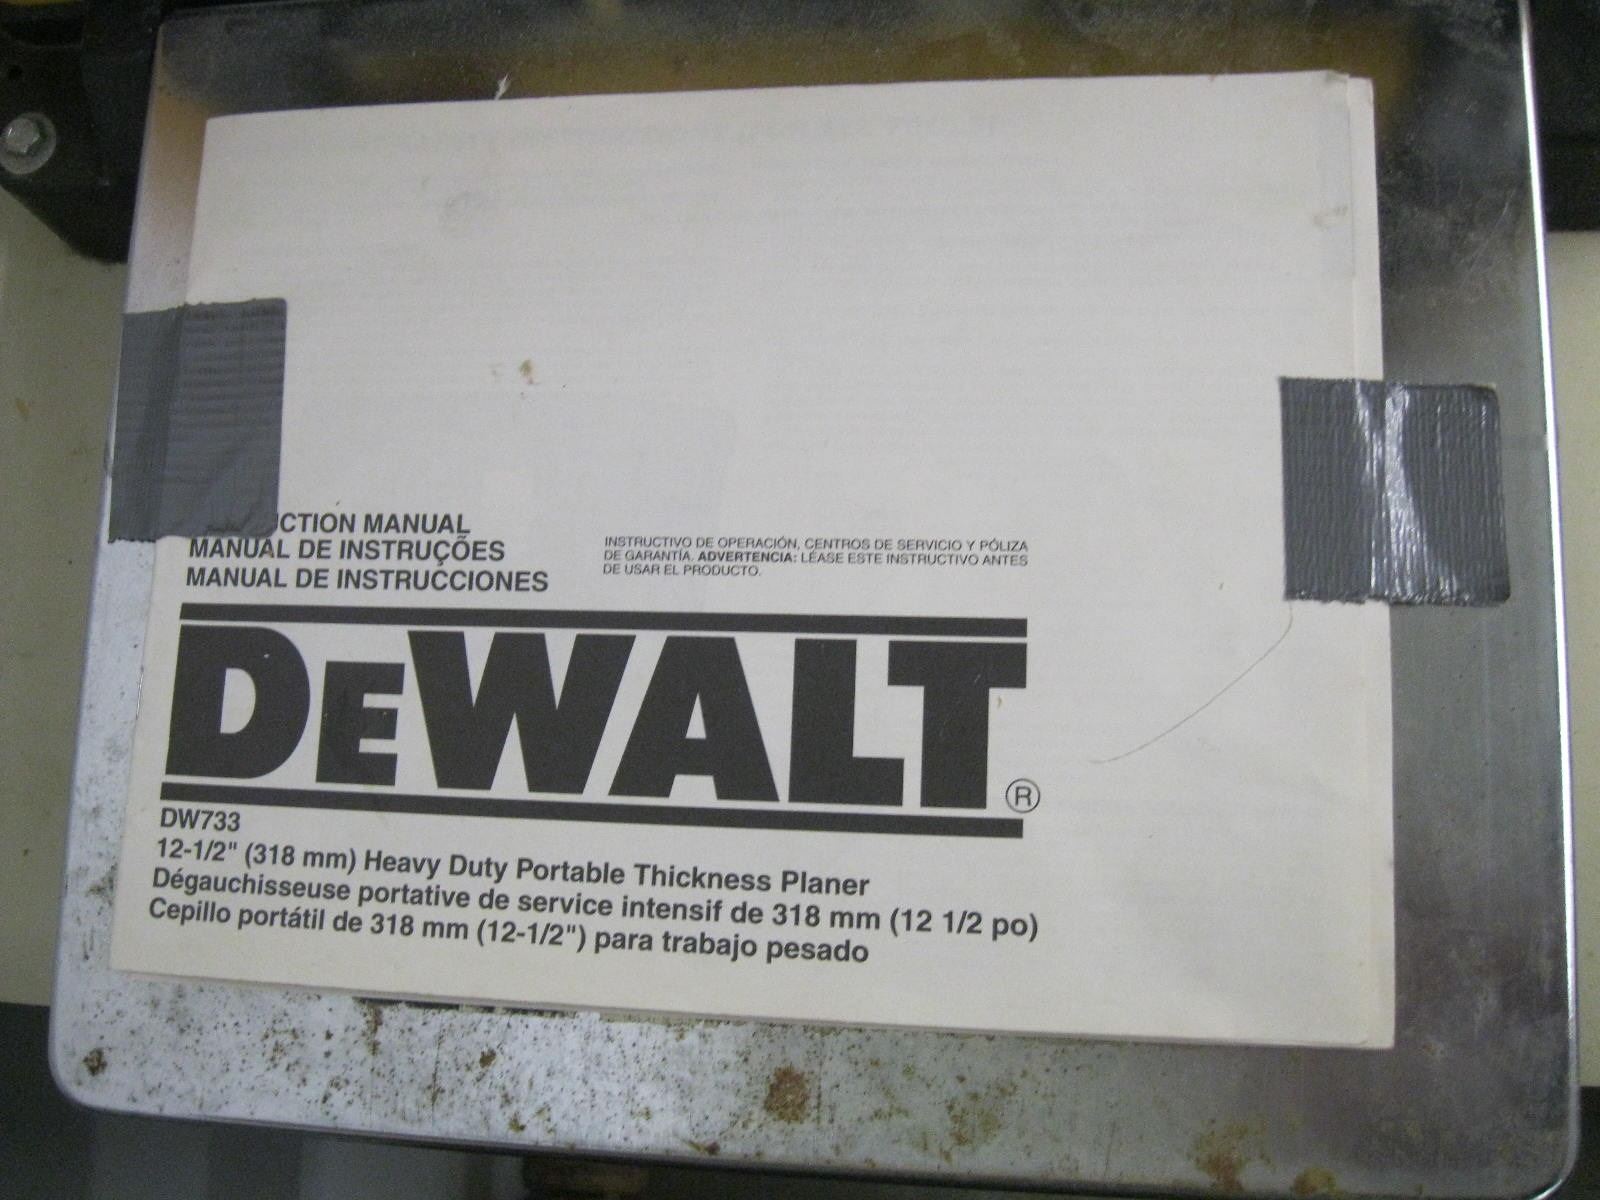 CTION MANUAL
MANUAL DE INSTRUÇÕES
MANUAL DE INSTRUCCIONES
INSTRUCTIVO DE OPERACIÓN, CENTROS DE SERVICIO Y PÓLIZA
DE GARANTÍA. ADVERTENCIA: LÉASE ESTE INSTRUCTIVO ANTES
DE USAR EL PRODUCTO.
DEWALT®
DW733
12-1/2" (318 mm) Heavy Duty Portable Thickness Planer
Dégauchisseuse portative de service intensif de 318 mm (12 1/2 po)
Cepillo portátil de 318 mm (12-1/2") para trabajo pesado